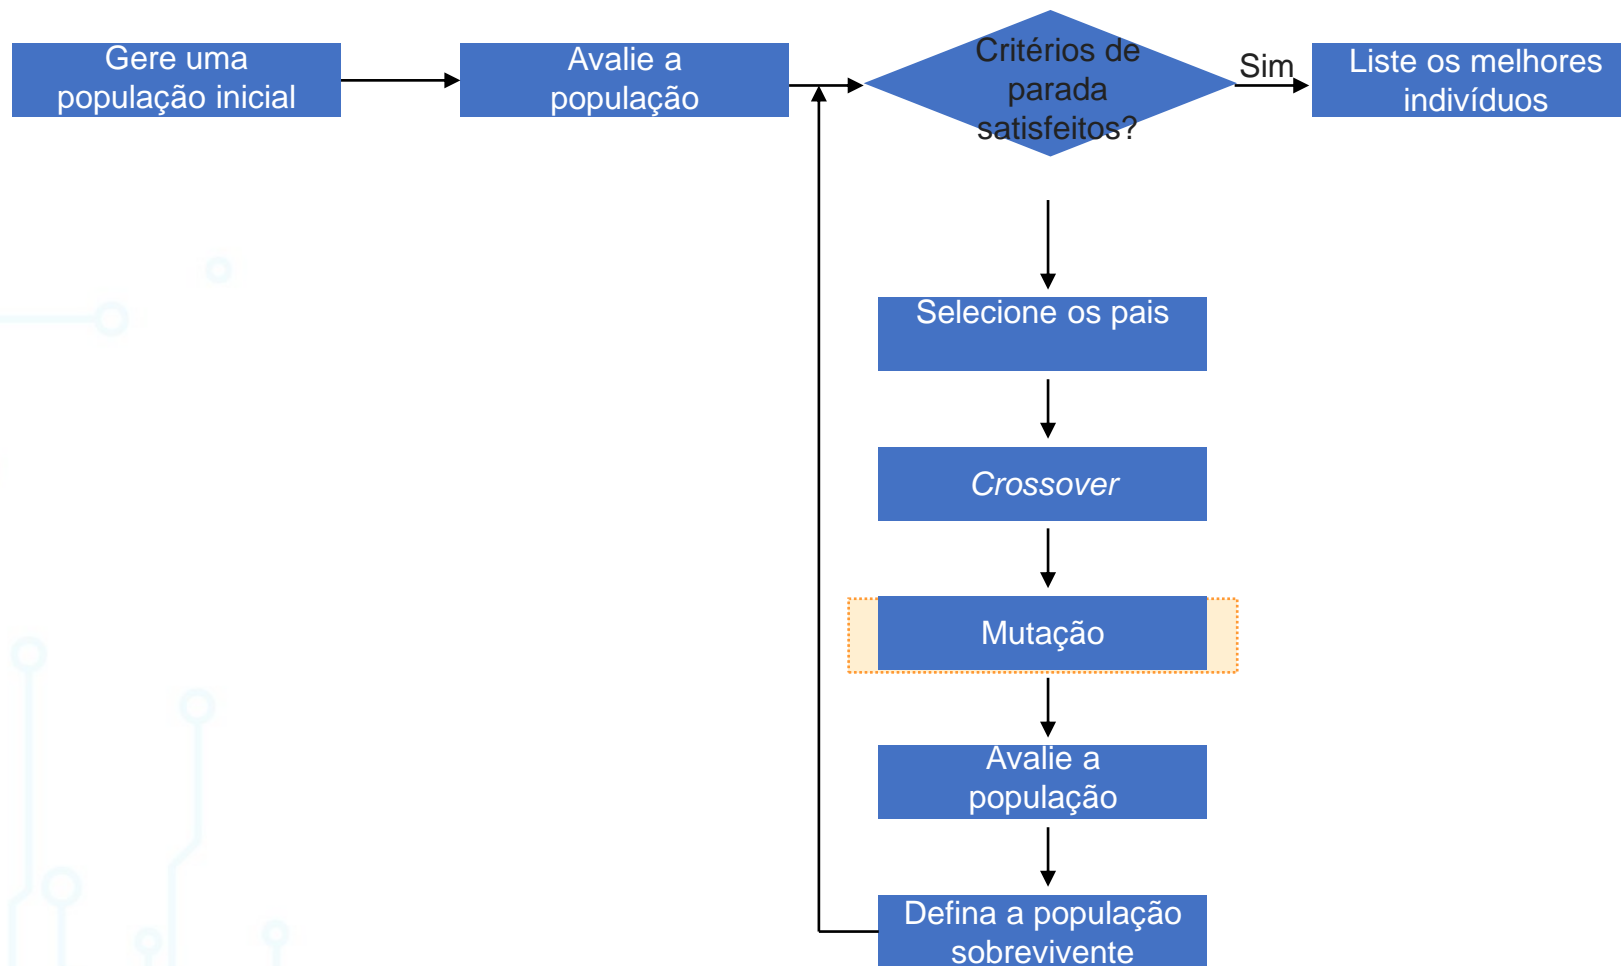 Gere uma
população inicial
Avalie a
população
Critérios de
parada
satisfeitos?
Sim
Liste os melhores
indivíduos
Selecione os pais
Crossover
Mutação
Avalie a
população
Defina a população
sobrevivente